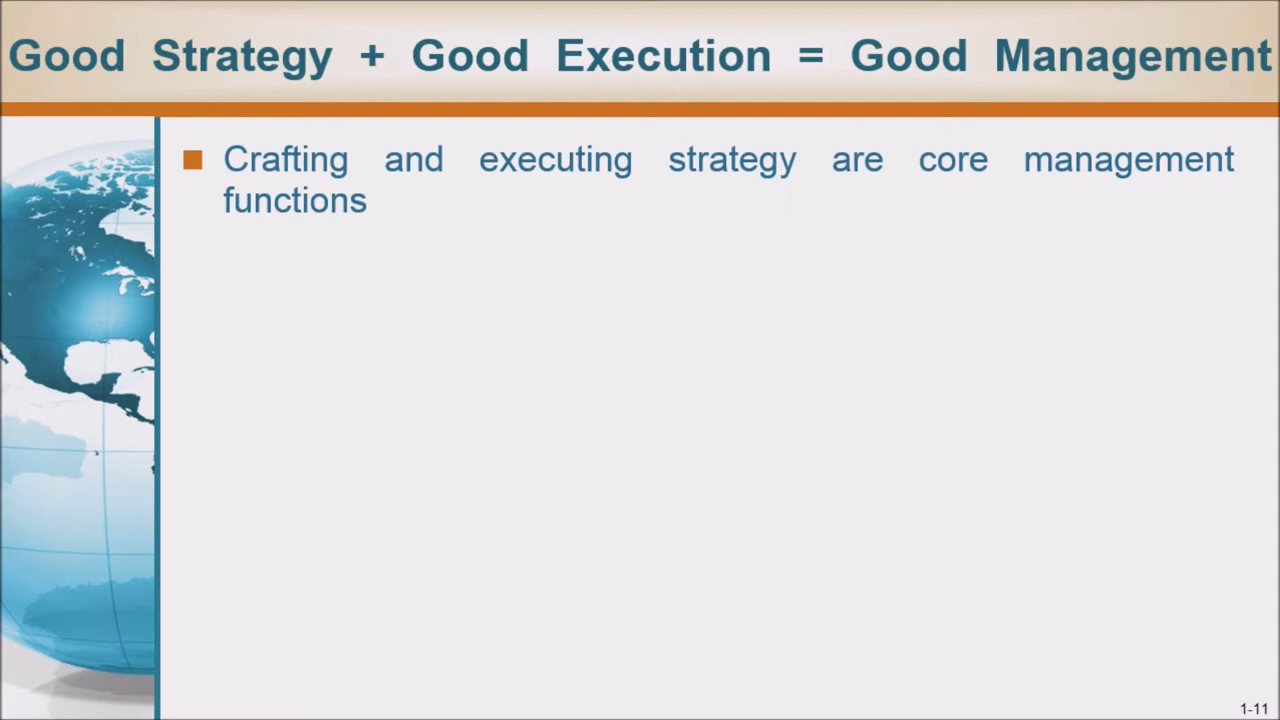 Good Strategy + Good Execution = Good Management
Crafting and executing strategy are core management
functions
1-11